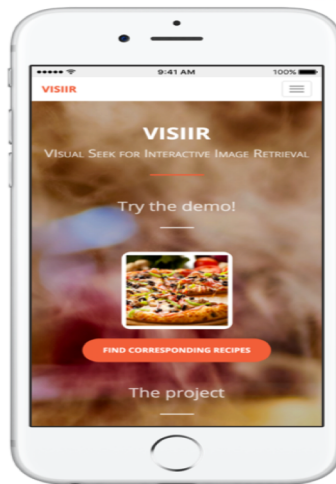 9:41 AM 100%
VISIIR
VISIIR
VISUAL SEEK FOR INTERACTIVE IMAGE RETRIEVAL
Try the demo!
FIND CORRESPONDING RECIPES
The project